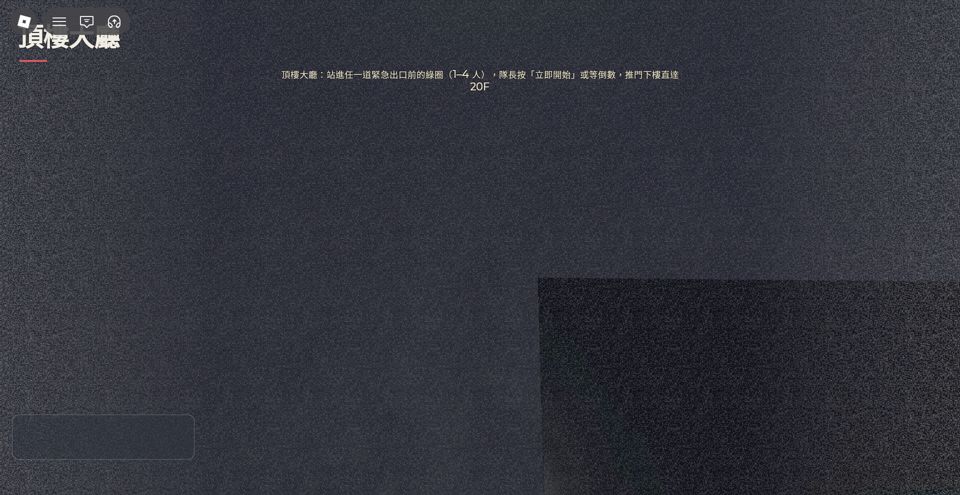 頂樓大廳
頂樓大廳：站進任一道緊急出口前的綠圈（1–4 人），隊長按「立即開始」或等倒數，推門下樓直達
20F